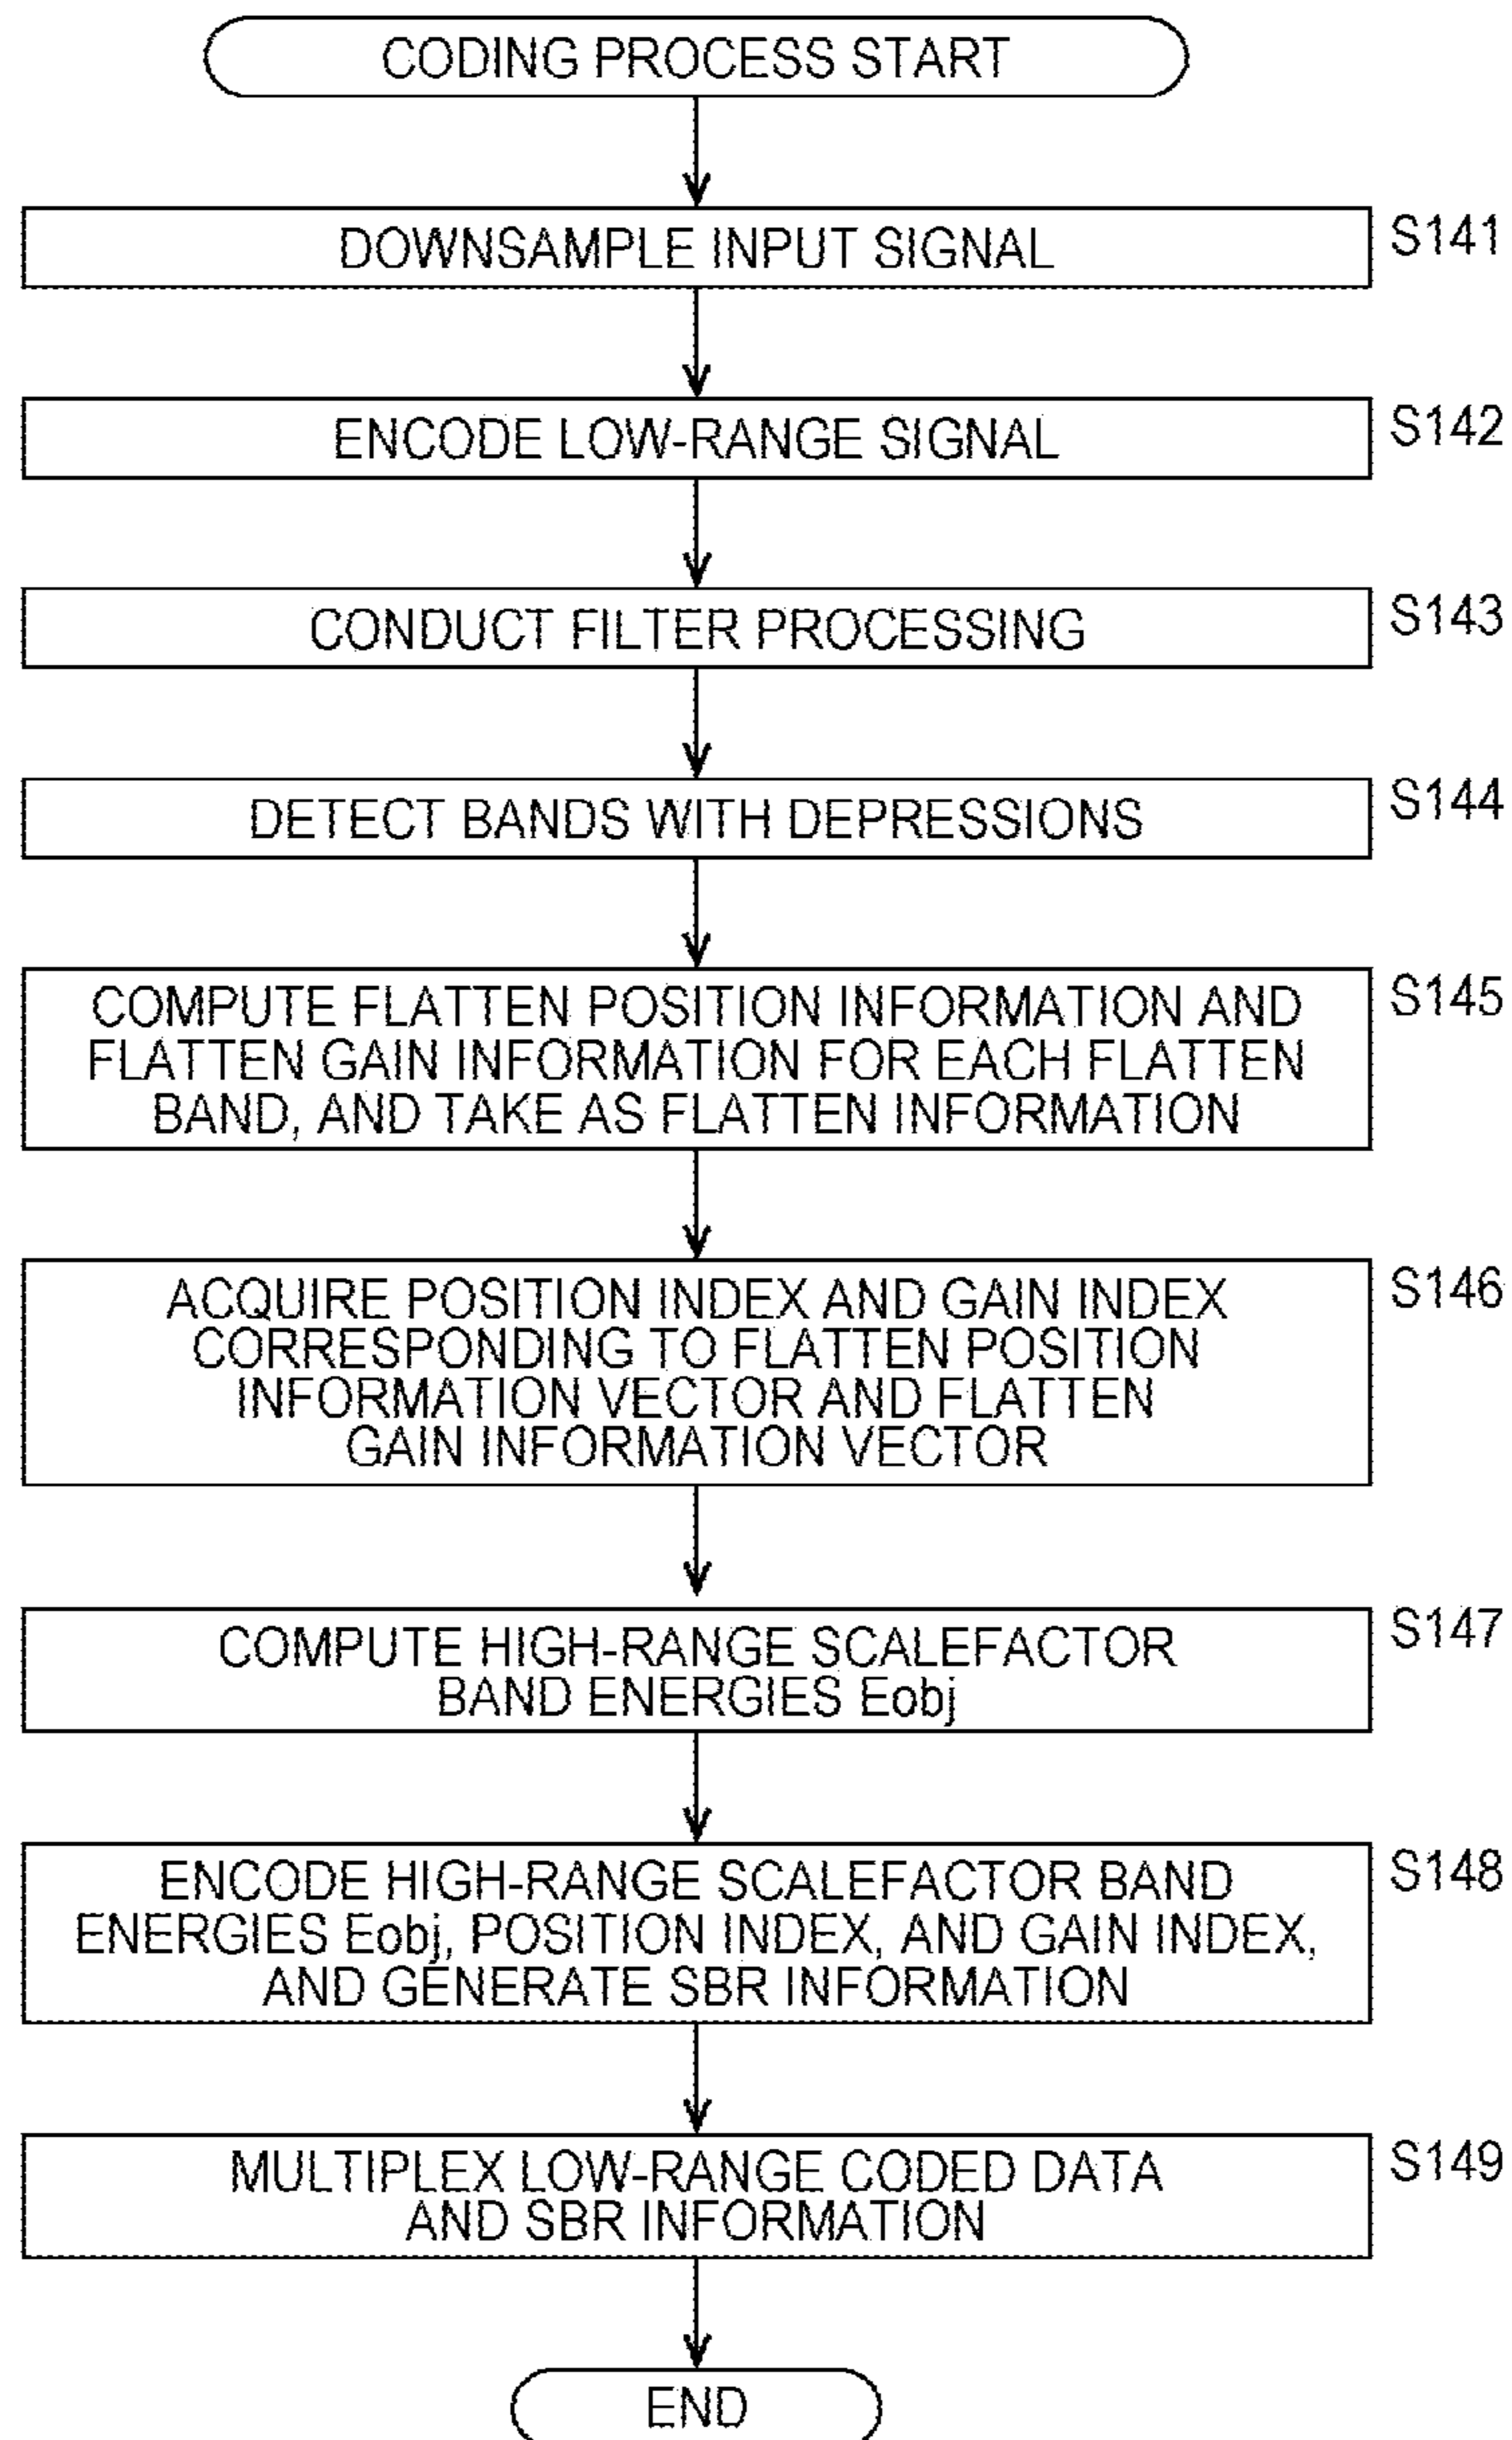 CODING PROCESS START
DOWNSAMPLE INPUT SIGNAL
S141
ENCODE LOW-RANGE SIGNAL
S142
CONDUCT FILTER PROCESSING
S143
DETECT BANDS WITH DEPRESSIONS
S144
COMPUTE FLATTEN POSITION INFORMATION AND
FLATTEN GAIN INFORMATION FOR EACH FLATTEN
BAND, AND TAKE AS FLATTEN INFORMATION
S145
ACQUIRE POSITION INDEX AND GAIN INDEX
CORRESPONDING TO FLATTEN POSITION
INFORMATION VECTOR AND FLATTEN
GAIN INFORMATION VECTOR
S146
COMPUTE HIGH-RANGE SCALEFACTOR
BAND ENERGIES Eobj
S147
ENCODE HIGH-RANGE SCALEFACTOR BAND
ENERGIES Eobj, POSITION INDEX, AND GAIN INDEX,
AND GENERATE SBR INFORMATION
S148
MULTIPLEX LOW-RANGE CODED DATA
AND SBR INFORMATION
S149
END